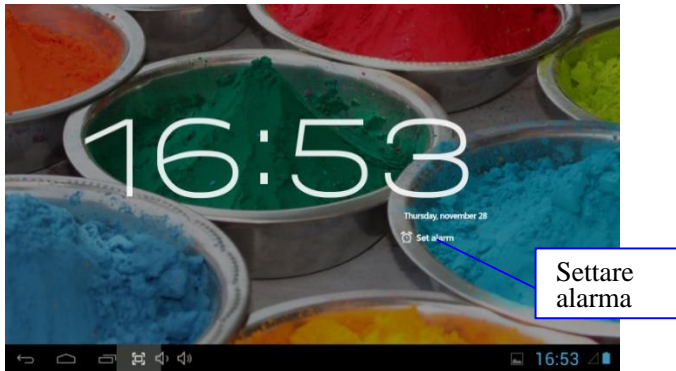 16:53
Thursday, november 28
Set alarm
Settare
alarma
16:53